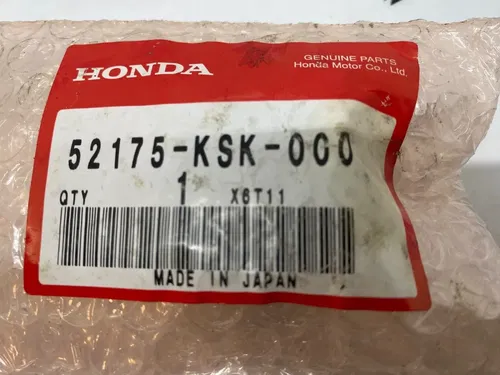 HONDA
GENUINE PARTS
Honda Motor Co., Ltd.
52175-KSK-000
QTY 1 X6T11
MADE IN JAPAN